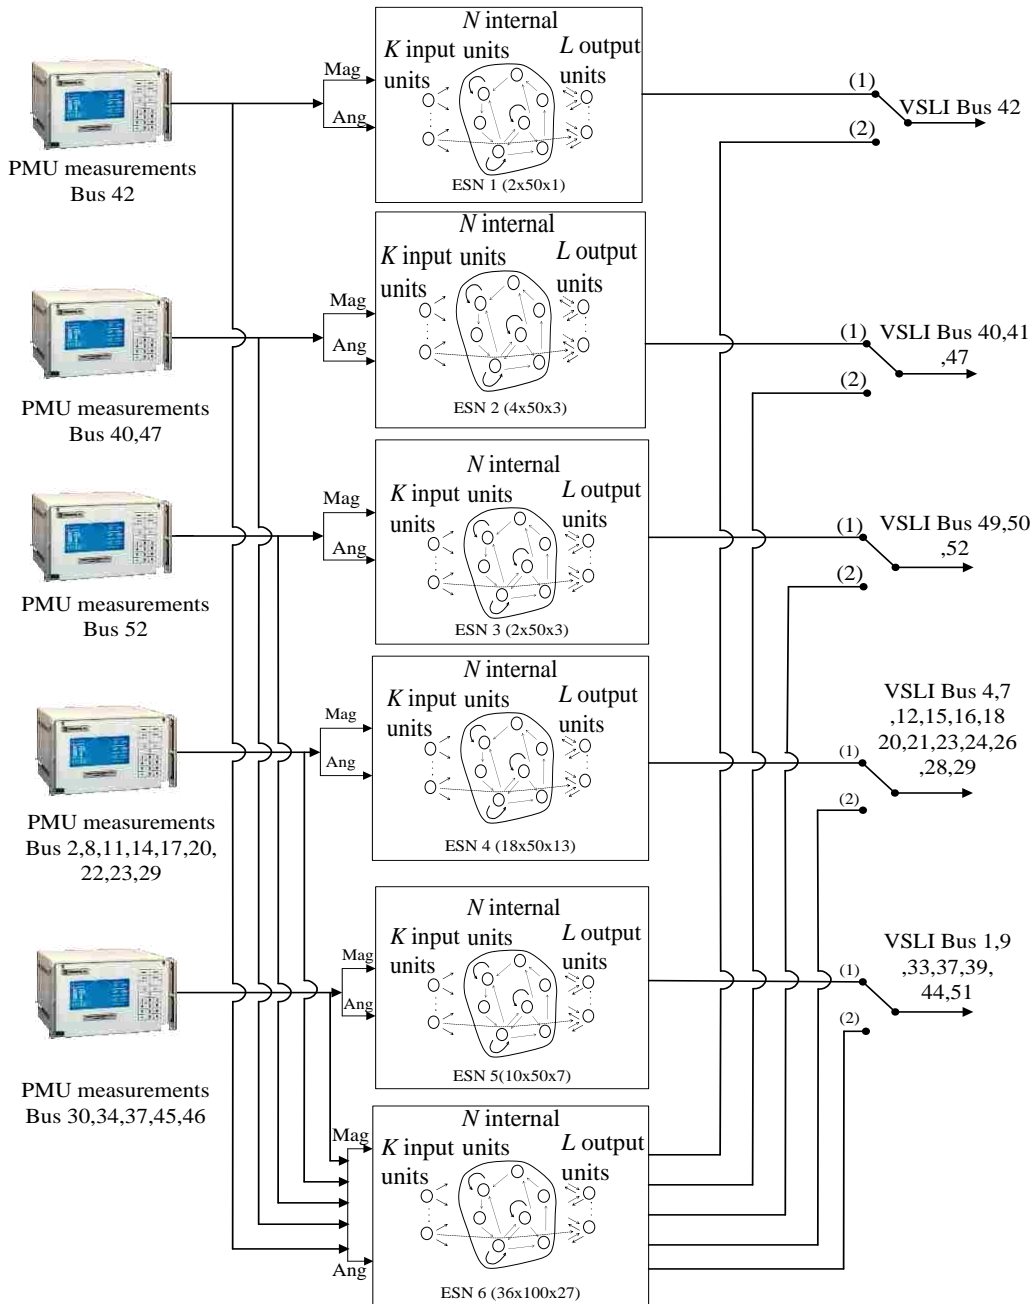 N internal
K input units
units
L output
units
Mag
Ang
ESN 1 (2x50x1)
PMU measurements
Bus 42
(1)
(2)
VSLI Bus 42
N internal
K input units
units
L output
units
Mag
Ang
ESN 2 (4x50x3)
PMU measurements
Bus 40,47
(1)
(2)
VSLI Bus 40,41
,47
N internal
K input units
units
L output
units
Mag
Ang
ESN 3 (2x50x3)
PMU measurements
Bus 52
(1)
(2)
VSLI Bus 49,50
,52
N internal
K input units
units
L output
units
Mag
Ang
ESN 4 (18x50x13)
PMU measurements
Bus 2,8,11,14,17,20,
22,23,29
(1)
(2)
VSLI Bus 4,7
,12,15,16,18
20,21,23,24,26
,28,29
N internal
K input units
units
L output
units
Mag
Ang
ESN 5(10x50x7)
PMU measurements
Bus 30,34,37,45,46
(1)
(2)
VSLI Bus 1,9
,33,37,39,
44,51
N internal
K input units
units
L output
units
Mag
Ang
ESN 6 (36x100x27)